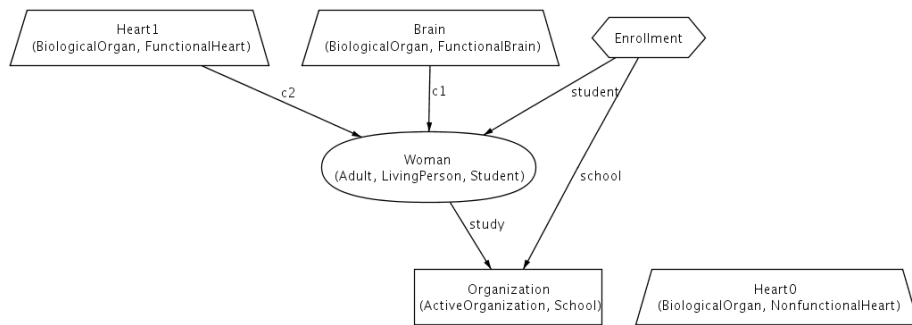 Heart1
(BiologicalOrgan, FunctionalHeart)
Brain
(BiologicalOrgan, FunctionalBrain)
Enrollment
c2
c1
student
Woman
(Adult, LivingPerson, Student)
school
study
Organization
(ActiveOrganization, School)
Heart0
(BiologicalOrgan, NonfunctionalHeart)